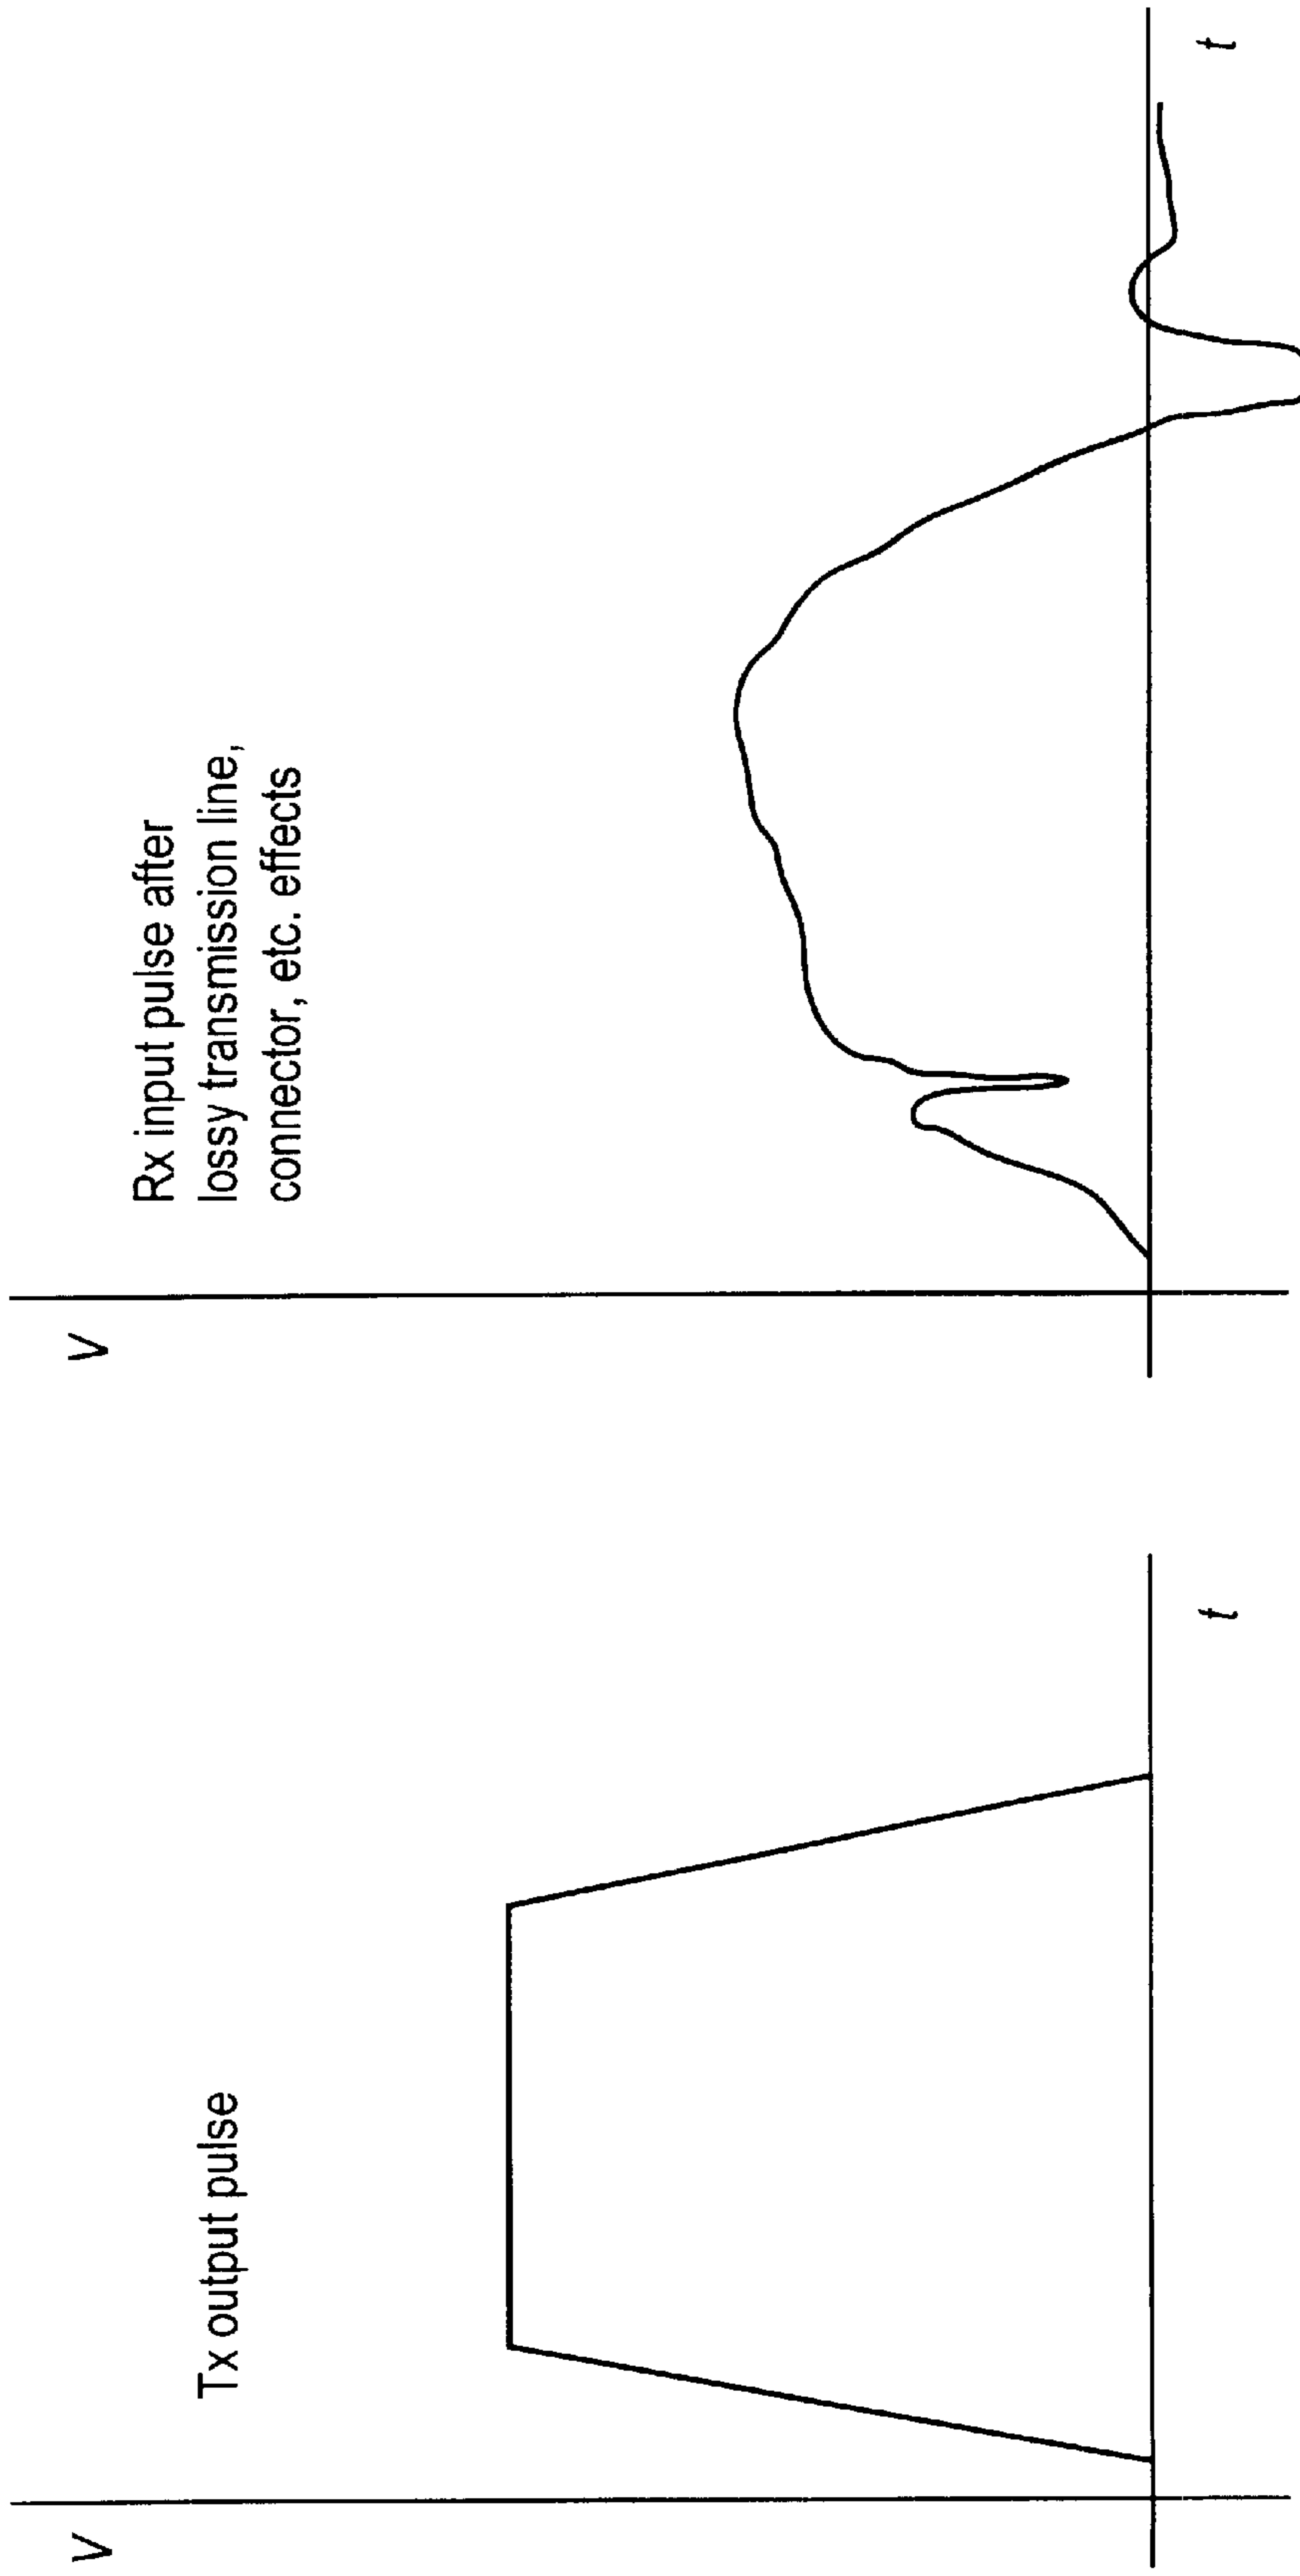 V
Tx output pulse
t
V
Rx input pulse after
lossy transmission line,
connector, etc. effects
t